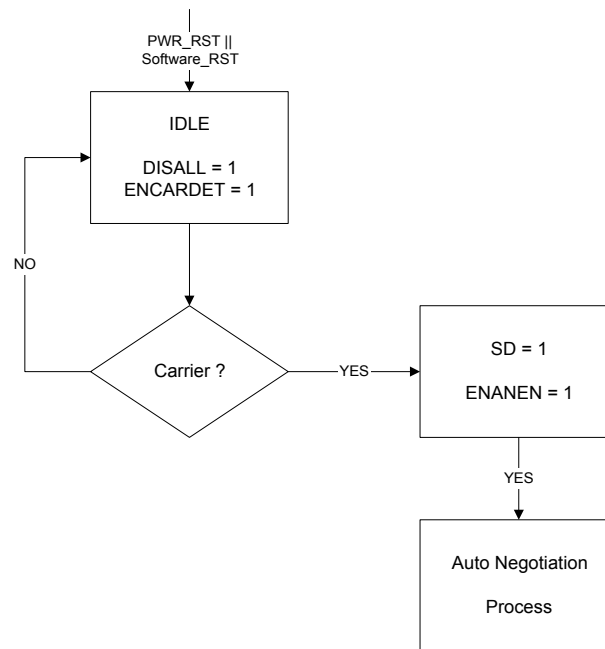 PWR_RST ||
Software_RST
IDLE
DISALL = 1
ENCARDET = 1
NO
Carrier ?
YES
SD = 1
ENANEN = 1
YES
Auto Negotiation
Process